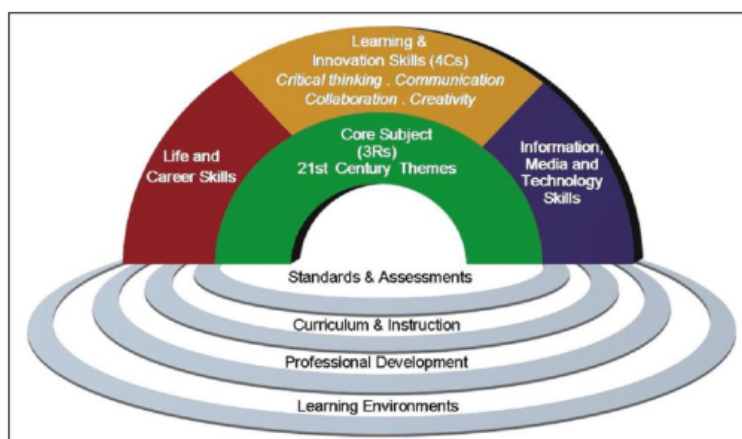 Learning &
Innovation Skills (4Cs)
Critical thinking . Communication
Collaboration . Creativity
Core Subject
(3Rs)
21st Century Themes
Life and
Career Skills
Information,
Media and
Technology
Skills
Standards & Assessments
Curriculum & Instruction
Professional Development
Learning Environments